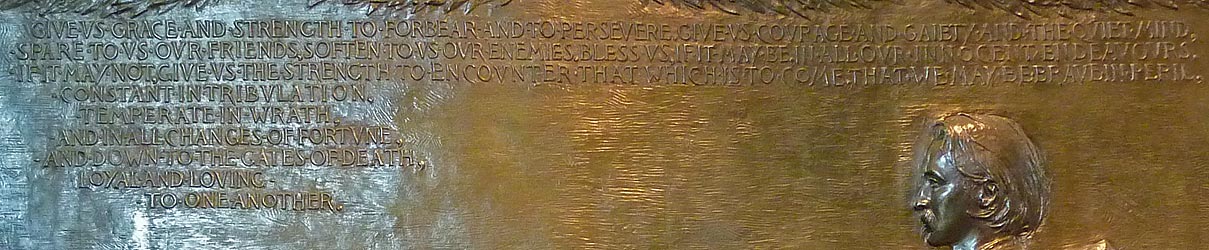 GIVE·VS·GRACE·AND·STRENGTH·TO·FORBEAR·AND·TO·PERSEVERE. GIVE·VS·COVRAGE·AND·GAIETY·AND·THE·QVIET·MIND,
SPARE·TO·VS·OVR·FRIENDS, SOFTEN·TO·VS·OVR·ENEMIES, BLESS·VS, IF·IT·MAY·BE, IN·ALL·OVR·INNOCENT·ENDEAVOVRS.
·IF·IT·MAY·NOT, GIVE·VS·THE·STRENGTH·TO·ENCOVNTER·THAT·WHICH·IS·TO·COME, THAT·WE·MAY·BE·BRAVE·IN·PERIL,
·CONSTANT·IN·TRIBVLATION,
·TEMPERATE·IN·WRATH,
·AND·IN·ALL·CHANGES·OF·FORTVNE,
·AND·DOWN·TO·THE·GATES·OF·DEATH,
LOYAL·AND·LOVING·
·TO·ONE·ANOTHER.